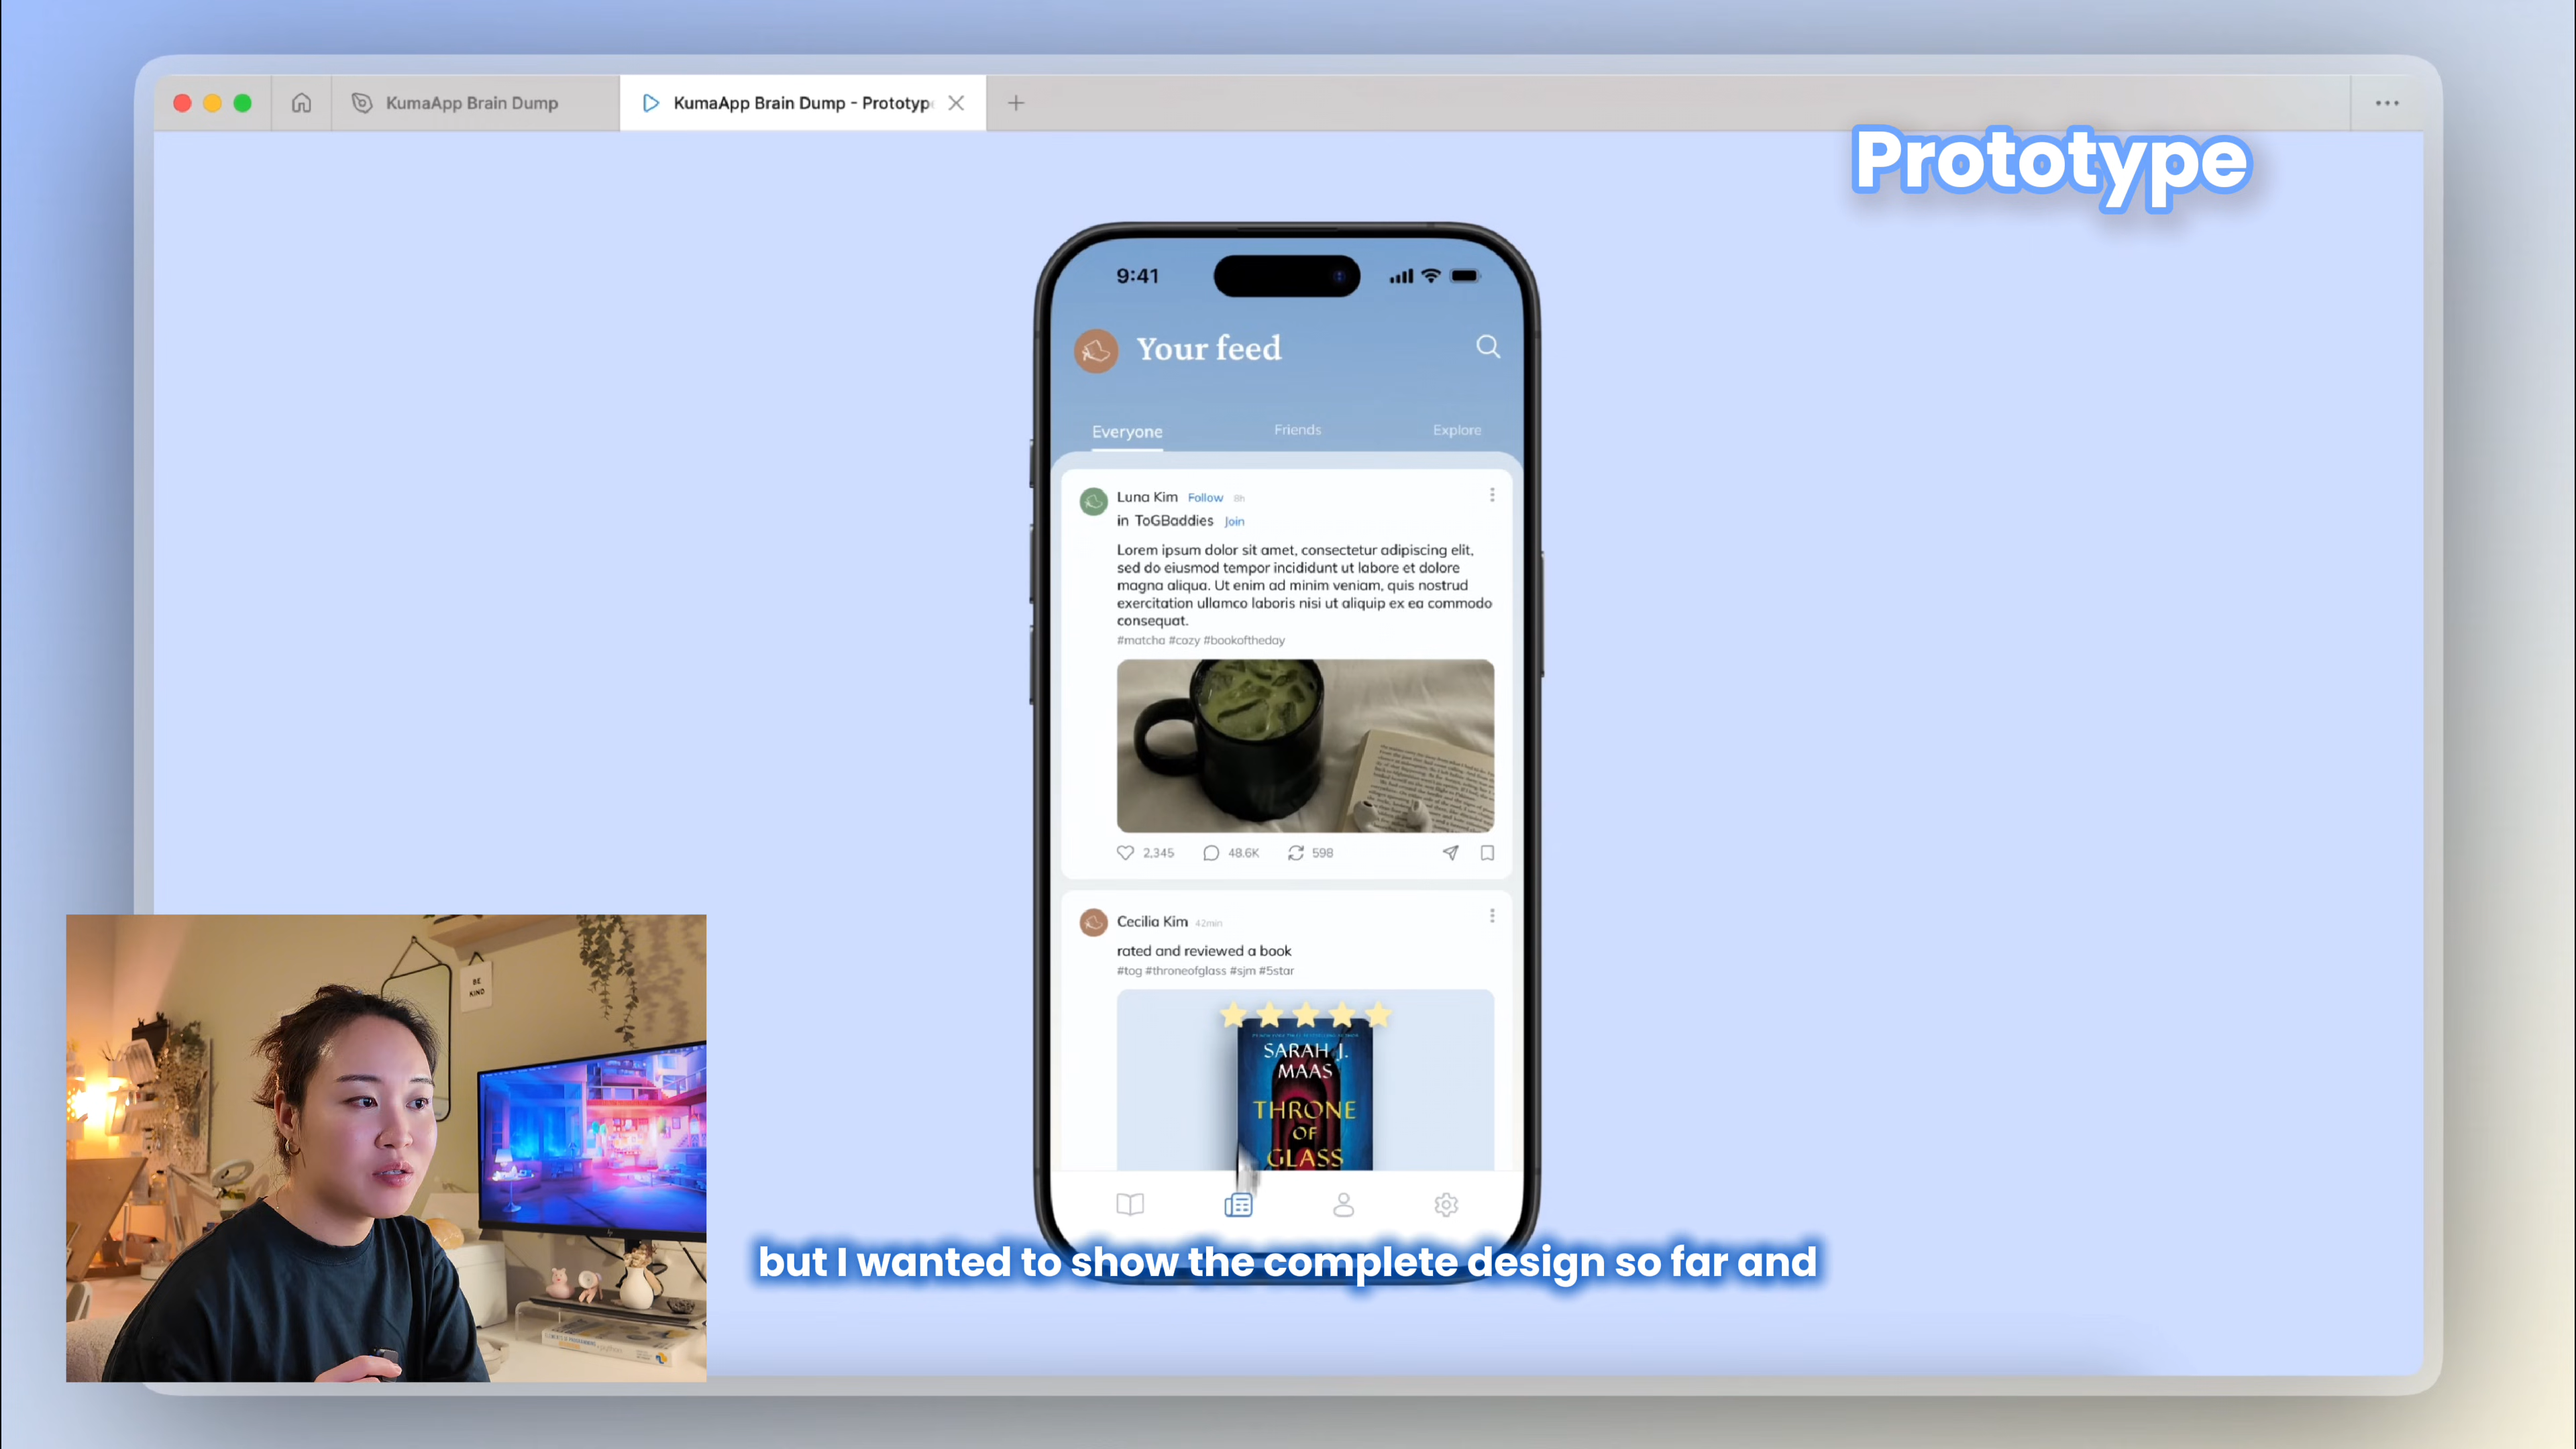 KumaApp Brain Dump
KumaApp Brain Dump - Prototyp
Prototype
9:41
Your feed
Everyone
Friends
Explore
Luna Kim Follow 8h
in ToGBaddies Join
Lorem ipsum dolor sit amet, consectetur adipiscing elit,
sed do eiusmod tempor incididunt ut labore et dolore
magna aliqua. Ut enim ad minim veniam, quis nostrud
exercitation ullamco laboris nisi ut aliquip ex ea commodo
consequat.
#matcha #cozy #bookoftheday
2,345
48.6K
598
Cecilia Kim 42min
rated and reviewed a book
#tog #throneofglass #sjm #5star
SARAH J.
MAAS
THRONE
OF
GLASS
BE
KIND
but I wanted to show the complete design so far and